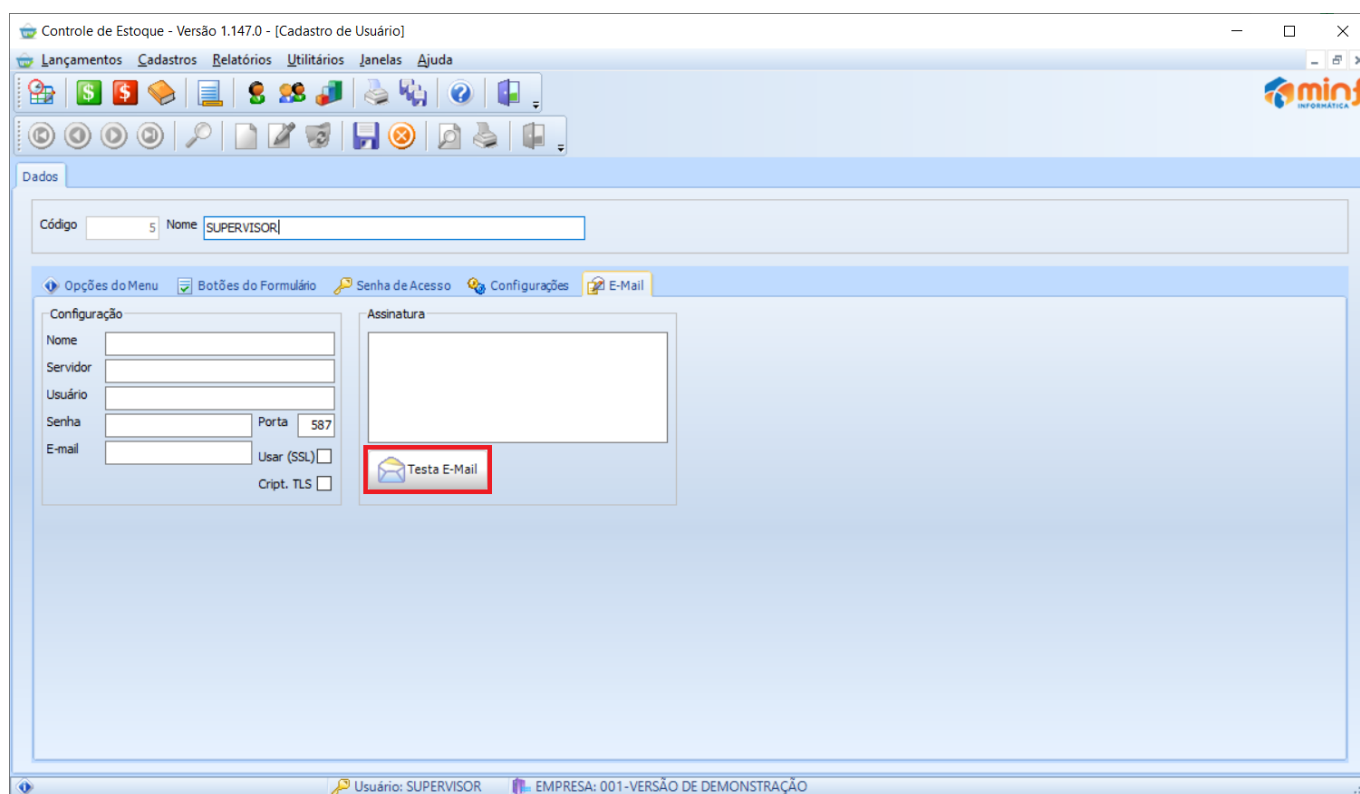 Controle de Estoque - Versão 1.147.0 - [Cadastro de Usuário]
Lançamentos Cadastros Relatórios Utilitários Janelas Ajuda
minf
INFORMÁTICA
Dados
Código 5 Nome SUPERVISOR
Opções do Menu Botões do Formulário Senha de Acesso Configurações E-Mail
Configuração Assinatura
Nome
Servidor
Usuário
Senha Porta 587
E-mail Usar (SSL)
Testa E-Mail
Cript. TLS
Usuário: SUPERVISOR EMPRESA: 001-VERSÃO DE DEMONSTRAÇÃO